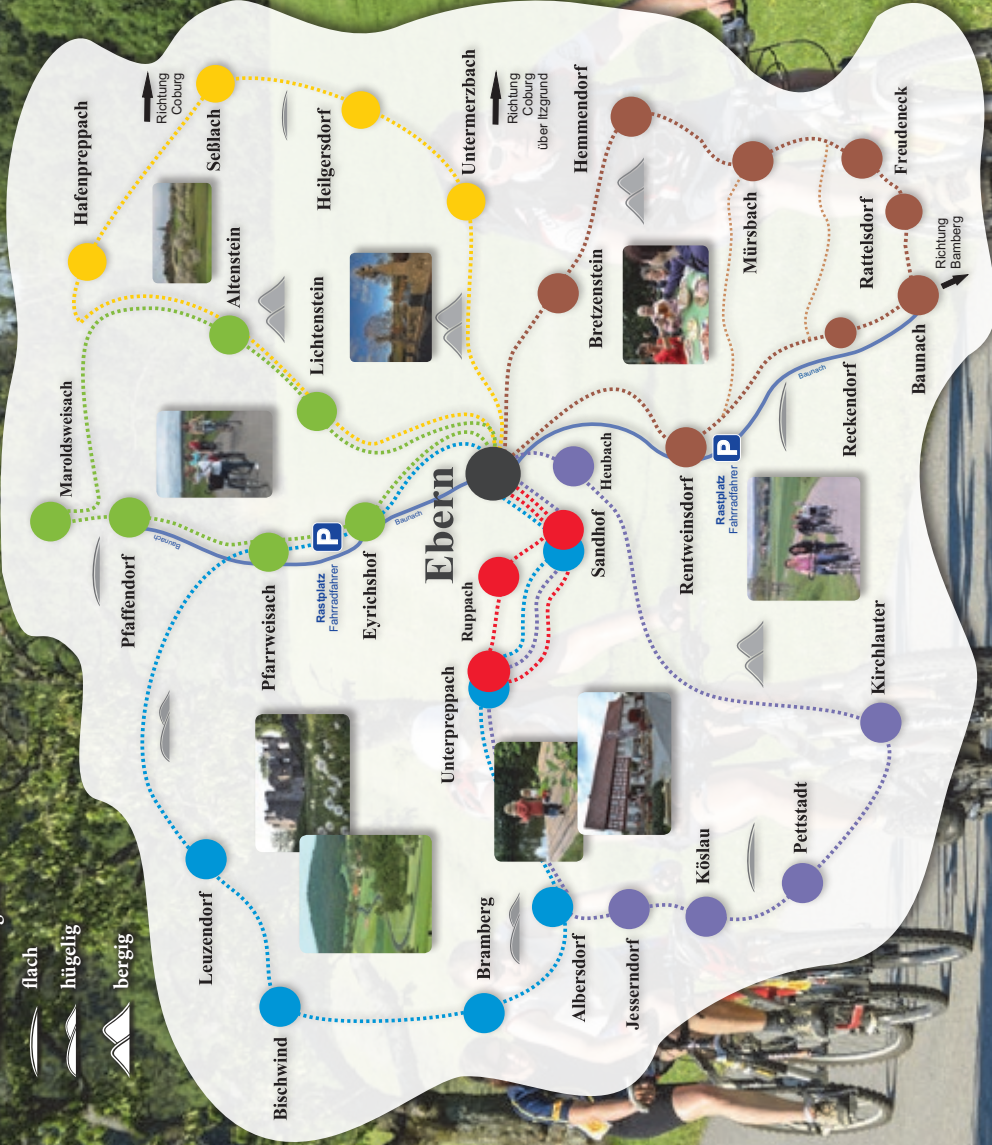 flach
hügelig
bergig
Maroldsweisach
Hafenpreppach
Pfaffendorf
Richtung
Coburg
Baunach
Leuzendorf
Seßlach
Altenstein
Pfarrweisach
Bischwind
Lichtenstein
Heilgersdorf
Rastplatz
Fahrradfahrer
P
Eyrichshof
Baunach
Ebern
Unterpreppach
Ruppach
Untermerzbach
Bramberg
Richtung
Coburg
über Itzgrund
Albersdorf
Sandhof
Heubach
Bretzenstein
Hemmendorf
Jesserndorf
Rentweinsdorf
Köslau
Rastplatz
Fahrradfahrer
P
Mürsbach
Pettstadt
Baunach
Reckendorf
Rattelsdorf
Kirchlauter
Freudeneck
Baunach
Richtung
Bamberg